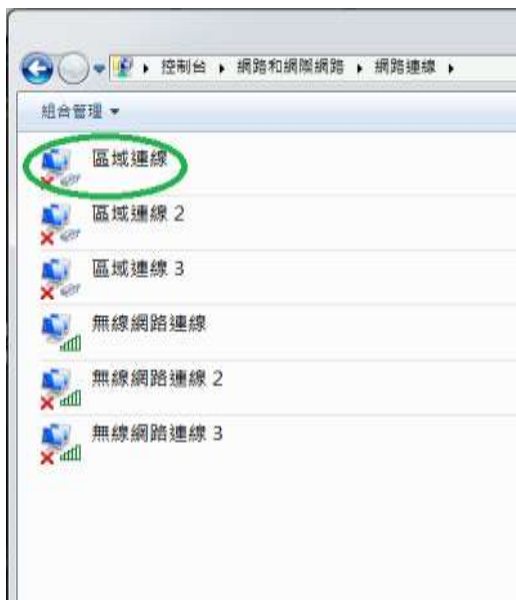 控制台 ▸ 網路和網際網路 ▸ 網路連線 ▸
組合管理
區域連線
區域連線 2
區域連線 3
無線網路連線
無線網路連線 2
無線網路連線 3